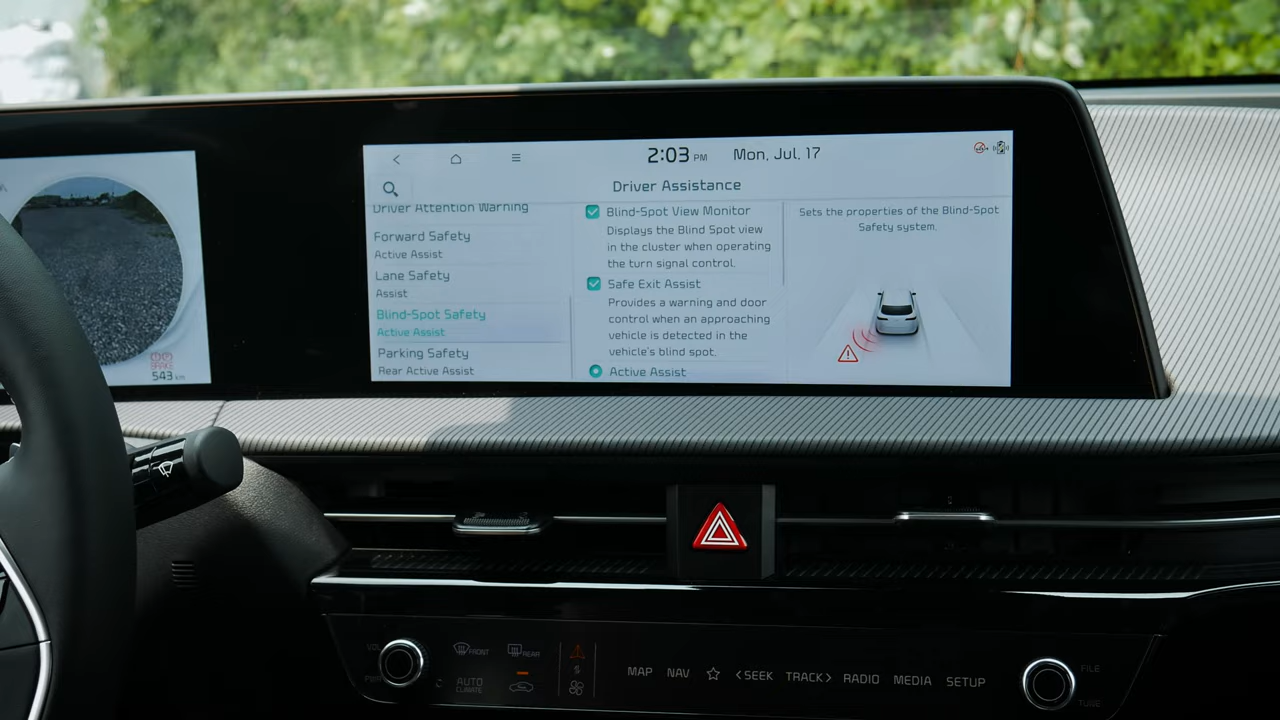 2:03 PM Mon, Jul, 17
Driver Assistance
Driver Attention Warning
Forward Safety
Active Assist
Lane Safety
Assist
Blind-Spot Safety
Active Assist
Parking Safety
Rear Active Assist
Blind-Spot View Monitor
Displays the Blind Spot view
in the cluster when operating
the turn signal control.
Safe Exit Assist
Provides a warning and door
control when an approaching
vehicle is detected in the
vehicle's blind spot.
Active Assist
Sets the properties of the Blind-Spot
Safety system.
BRAKE
543 km
VOL
PWR
FRONT
REAR
AUTO
CLIMATE
MAP NAV <SEEK TRACK> RADIO MEDIA SETUP
FILE
TUNE